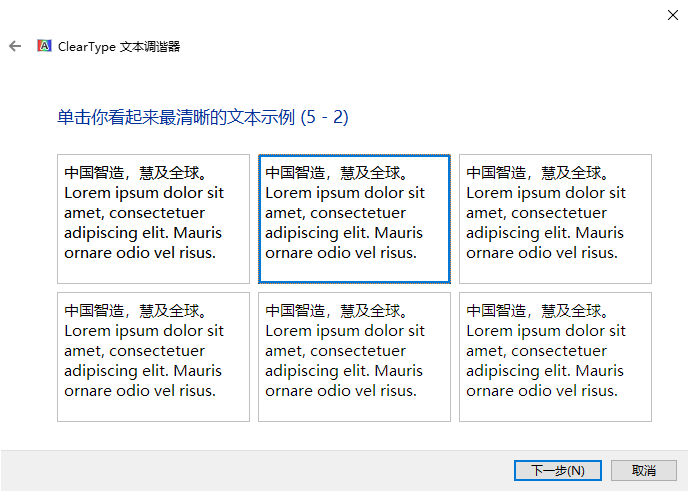 ClearType 文本调谐器
单击你看起来最清晰的文本示例 (5 - 2)
中国智造，慧及全球。
Lorem ipsum dolor sit
amet, consectetuer
adipiscing elit. Mauris
ornare odio vel risus.
中国智造，慧及全球。
Lorem ipsum dolor sit
amet, consectetuer
adipiscing elit. Mauris
ornare odio vel risus.
中国智造，慧及全球。
Lorem ipsum dolor sit
amet, consectetuer
adipiscing elit. Mauris
ornare odio vel risus.
中国智造，慧及全球。
Lorem ipsum dolor sit
amet, consectetuer
adipiscing elit. Mauris
ornare odio vel risus.
中国智造，慧及全球。
Lorem ipsum dolor sit
amet, consectetuer
adipiscing elit. Mauris
ornare odio vel risus.
中国智造，慧及全球。
Lorem ipsum dolor sit
amet, consectetuer
adipiscing elit. Mauris
ornare odio vel risus.
下一步(N)
取消